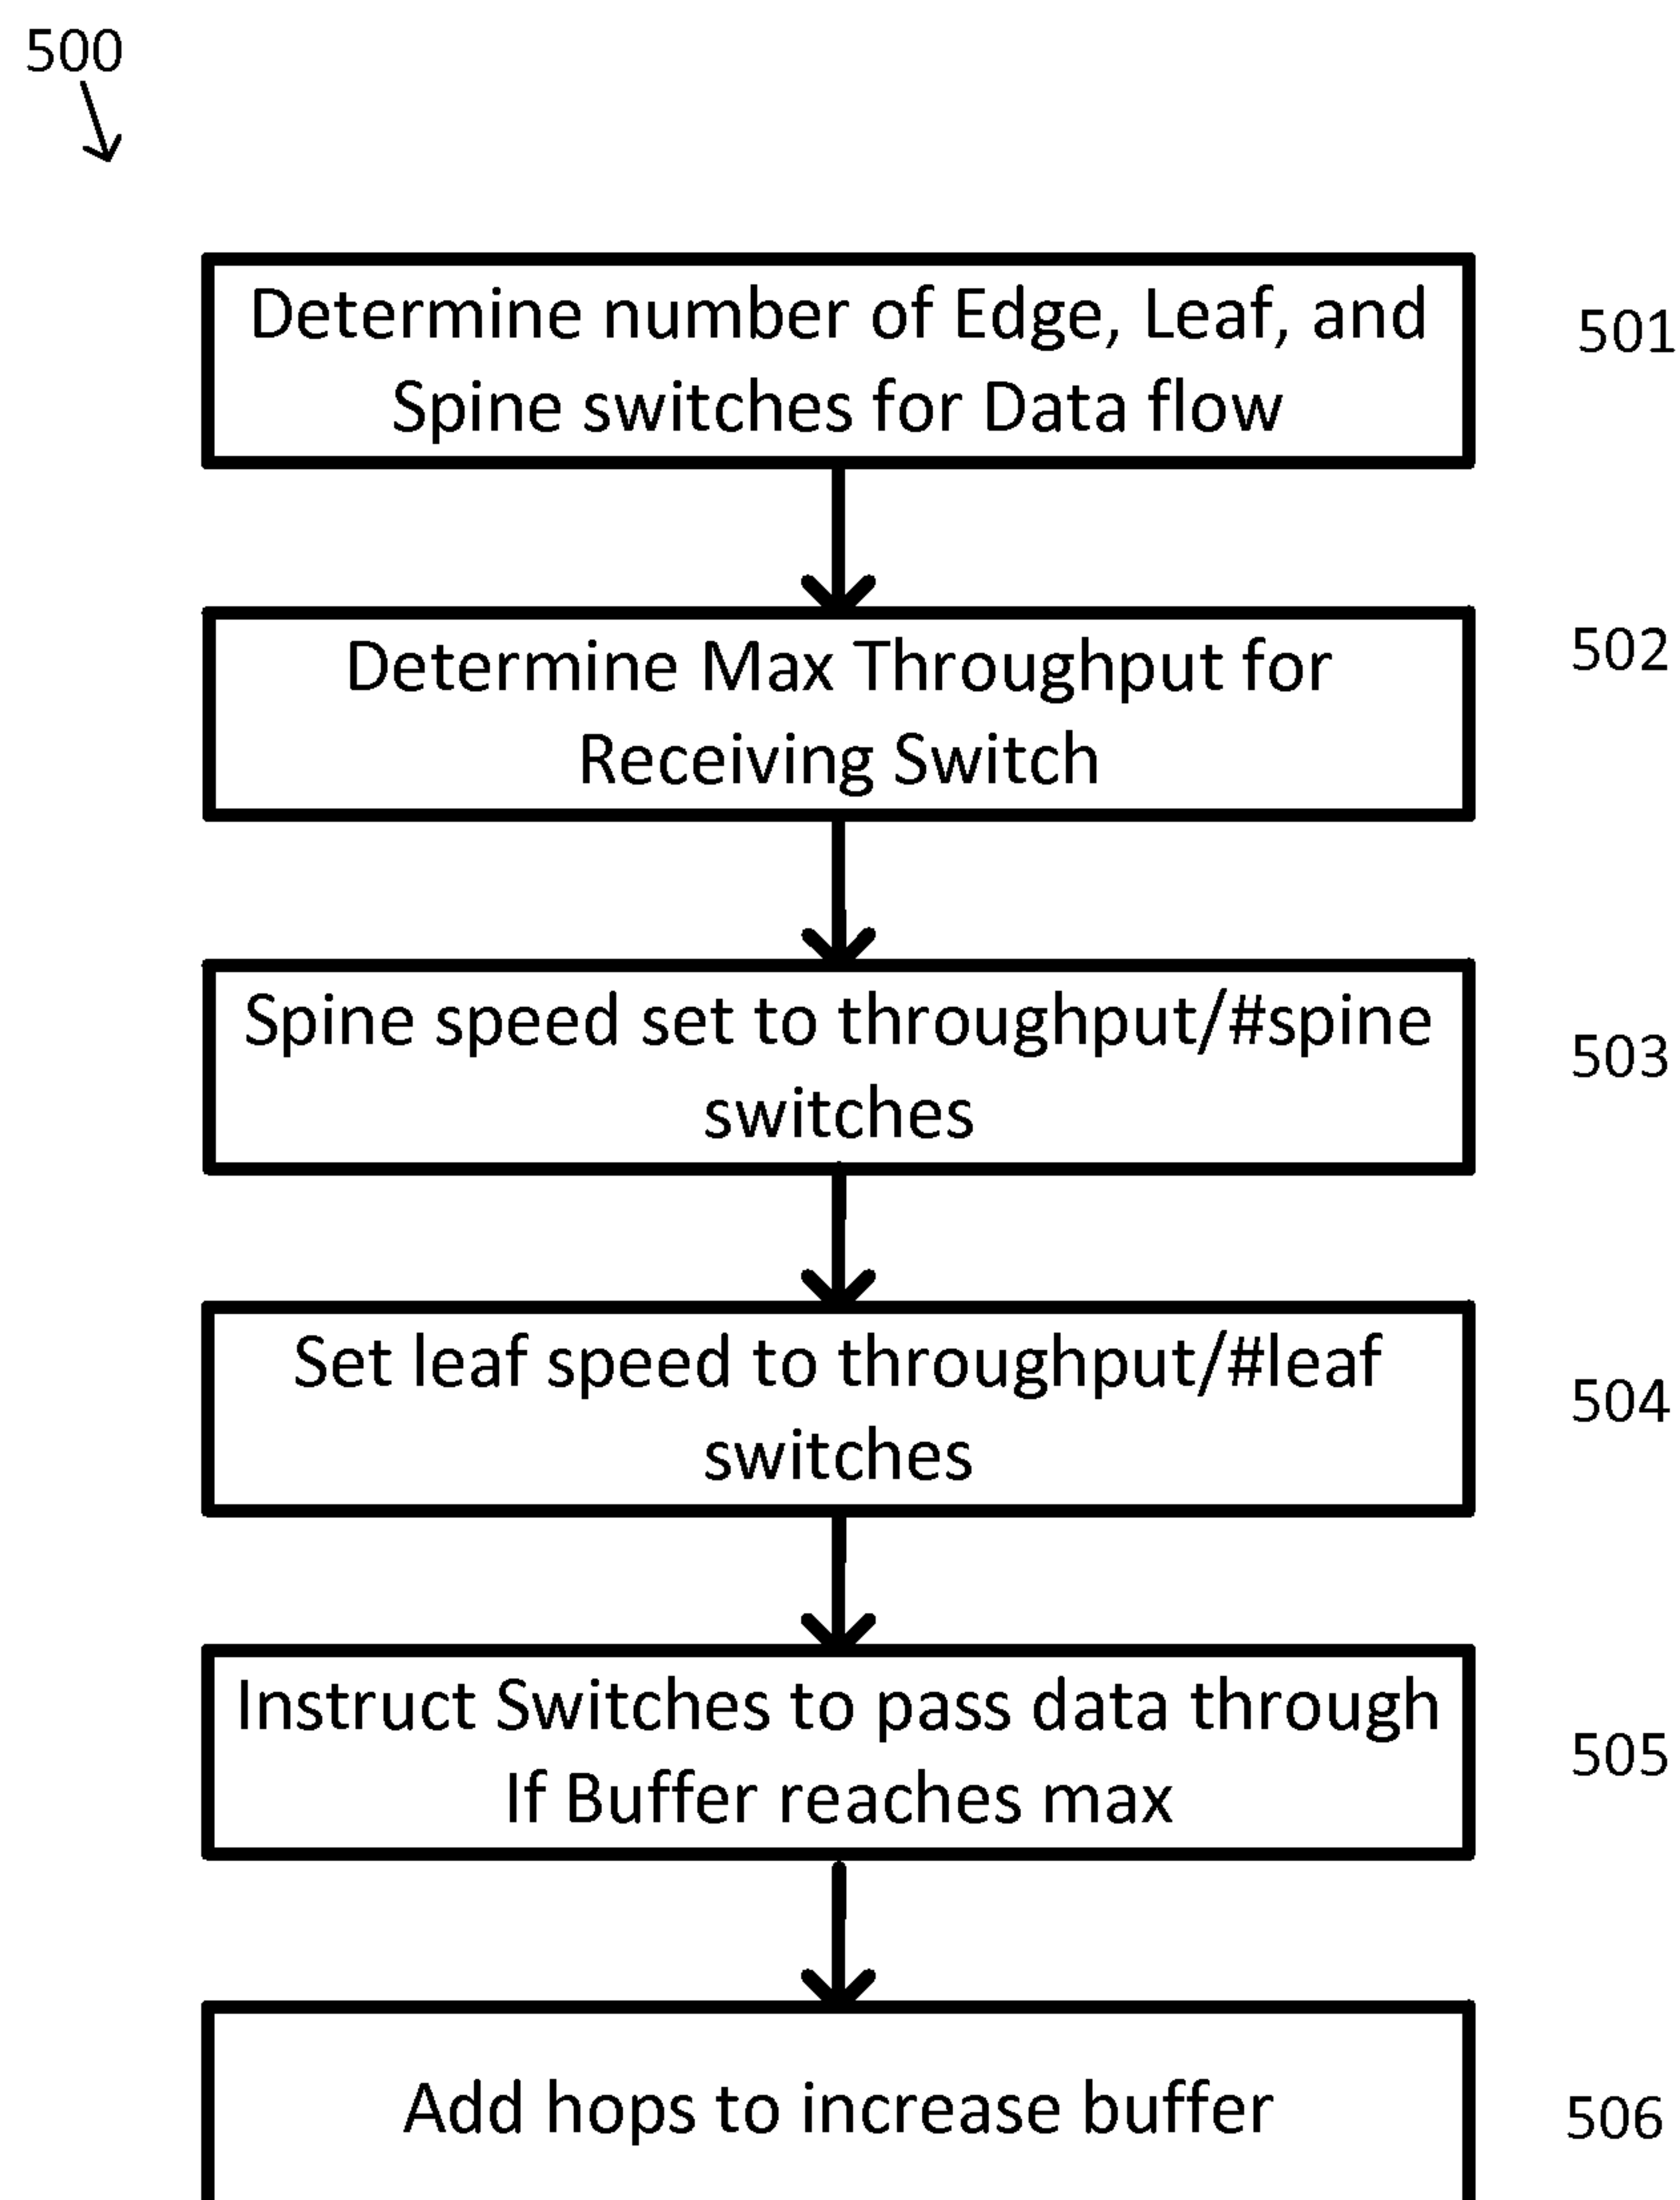 500
Determine number of Edge, Leaf, and
Spine switches for Data flow
501
Determine Max Throughput for
Receiving Switch
502
Spine speed set to throughput/#spine
switches
503
Set leaf speed to throughput/#leaf
switches
504
Instruct Switches to pass data through
If Buffer reaches max
505
Add hops to increase buffer
506